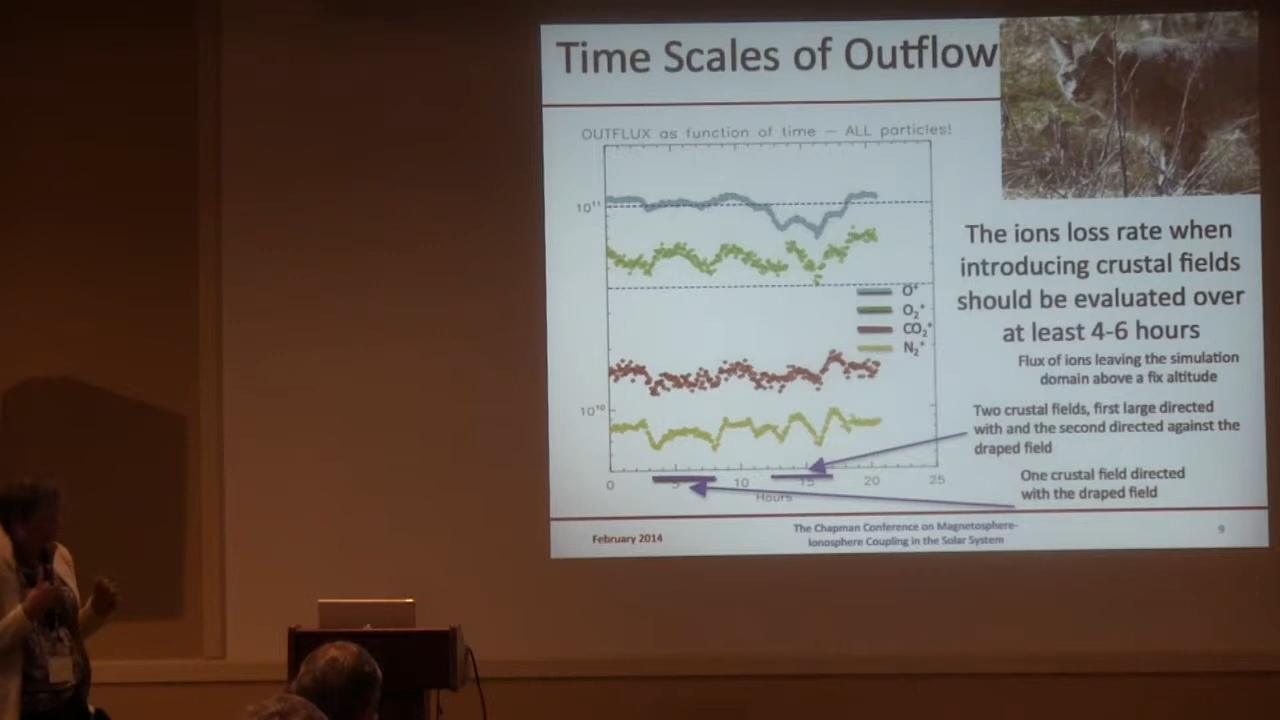 Time Scales of Outflow
OUTFLUX as function of time — ALL particles!
10¹¹
10¹⁰
O⁺
O₂⁺
CO₂⁺
N₂⁺
0 5 10 15 20 25
Hours
The ions loss rate when
introducing crustal fields
should be evaluated over
at least 4-6 hours
Flux of ions leaving the simulation
domain above a fix altitude
Two crustal fields, first large directed
with and the second directed against the
draped field
One crustal field directed
with the draped field
February 2014
The Chapman Conference on Magnetosphere-
Ionosphere Coupling in the Solar System
9